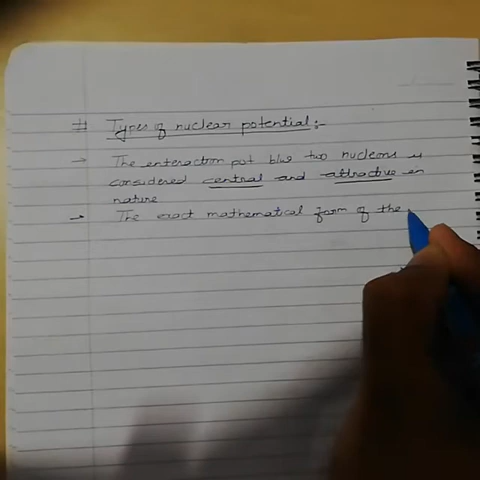 # Types of nuclear potential:-
→ The interaction pot b/w two nucleons is
considered central and attractive in
nature
→ The exact mathematical form of the